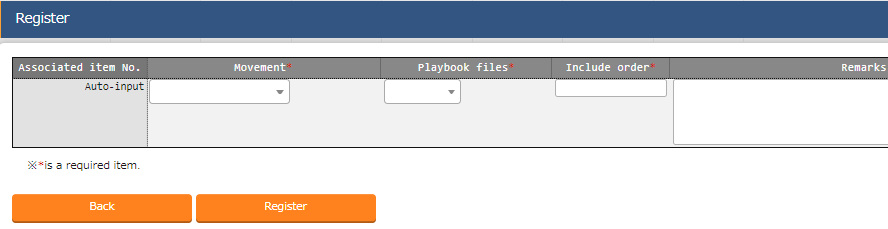 Register
Associated item No. Movement* Playbook files* Include order* Remarks
Auto-input
※*is a required item.
Back Register